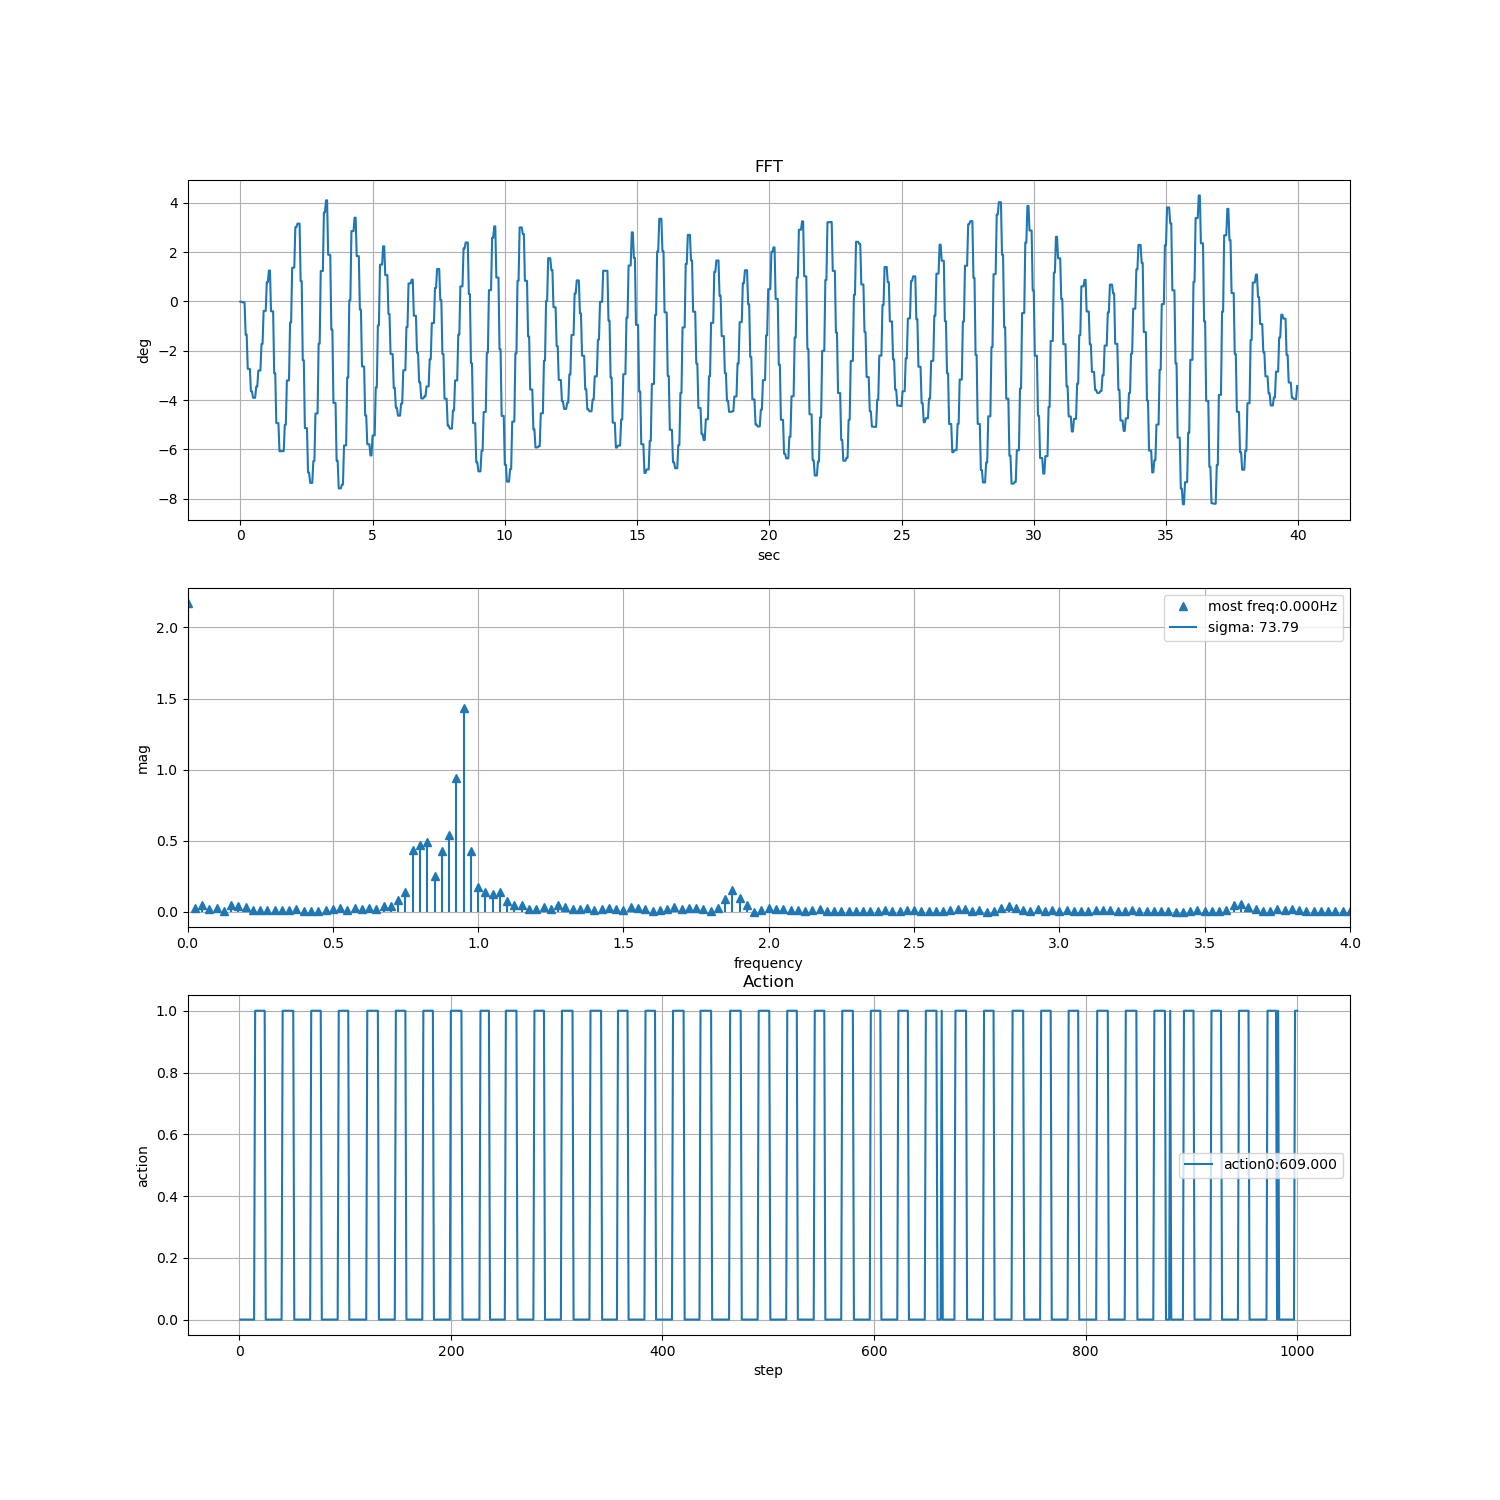 FFT
4
2
0
−2
−4
−6
−8
deg
0 5 10 15 20 25 30 35 40
sec
most freq:0.000Hz
sigma: 73.79
2.0
1.5
1.0
0.5
0.0
mag
0.0 0.5 1.0 1.5 2.0 2.5 3.0 3.5 4.0
frequency
Action
1.0
0.8
0.6
0.4
0.2
0.0
action
action0:609.000
0 200 400 600 800 1000
step